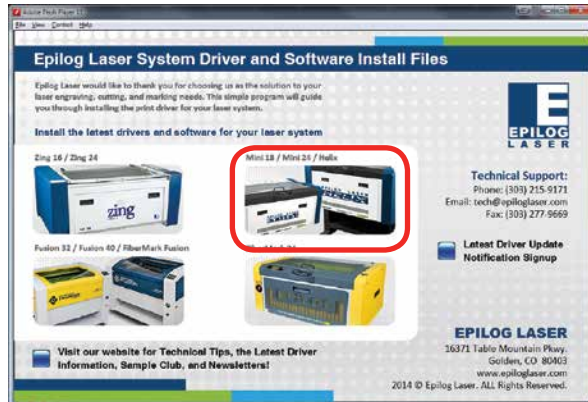 Adobe Flash Player 11
File View Control Help
Epilog Laser System Driver and Software Install Files
Epilog Laser would like to thank you for choosing us as the solution to your
laser engraving, cutting, and marking needs. This simple program will guide
you through installing the print driver for your laser system.
Install the latest drivers and software for your laser system
Zing 16 / Zing 24
zing
Mini 18 / Mini 24 / Helix
Fusion 32 / Fusion 40 / FiberMark Fusion
EPILOG
LASER
Technical Support:
Phone: (303) 215-9171
Email: tech@epiloglaser.com
Fax: (303) 277-9669
Latest Driver Update
Notification Signup
Visit our website for Technical Tips, the Latest Driver
Information, Sample Club, and Newsletters!
EPILOG LASER
16371 Table Mountain Pkwy.
Golden, CO 80403
www.epiloglaser.com
2014 © Epilog Laser. ALL Rights Reserved.